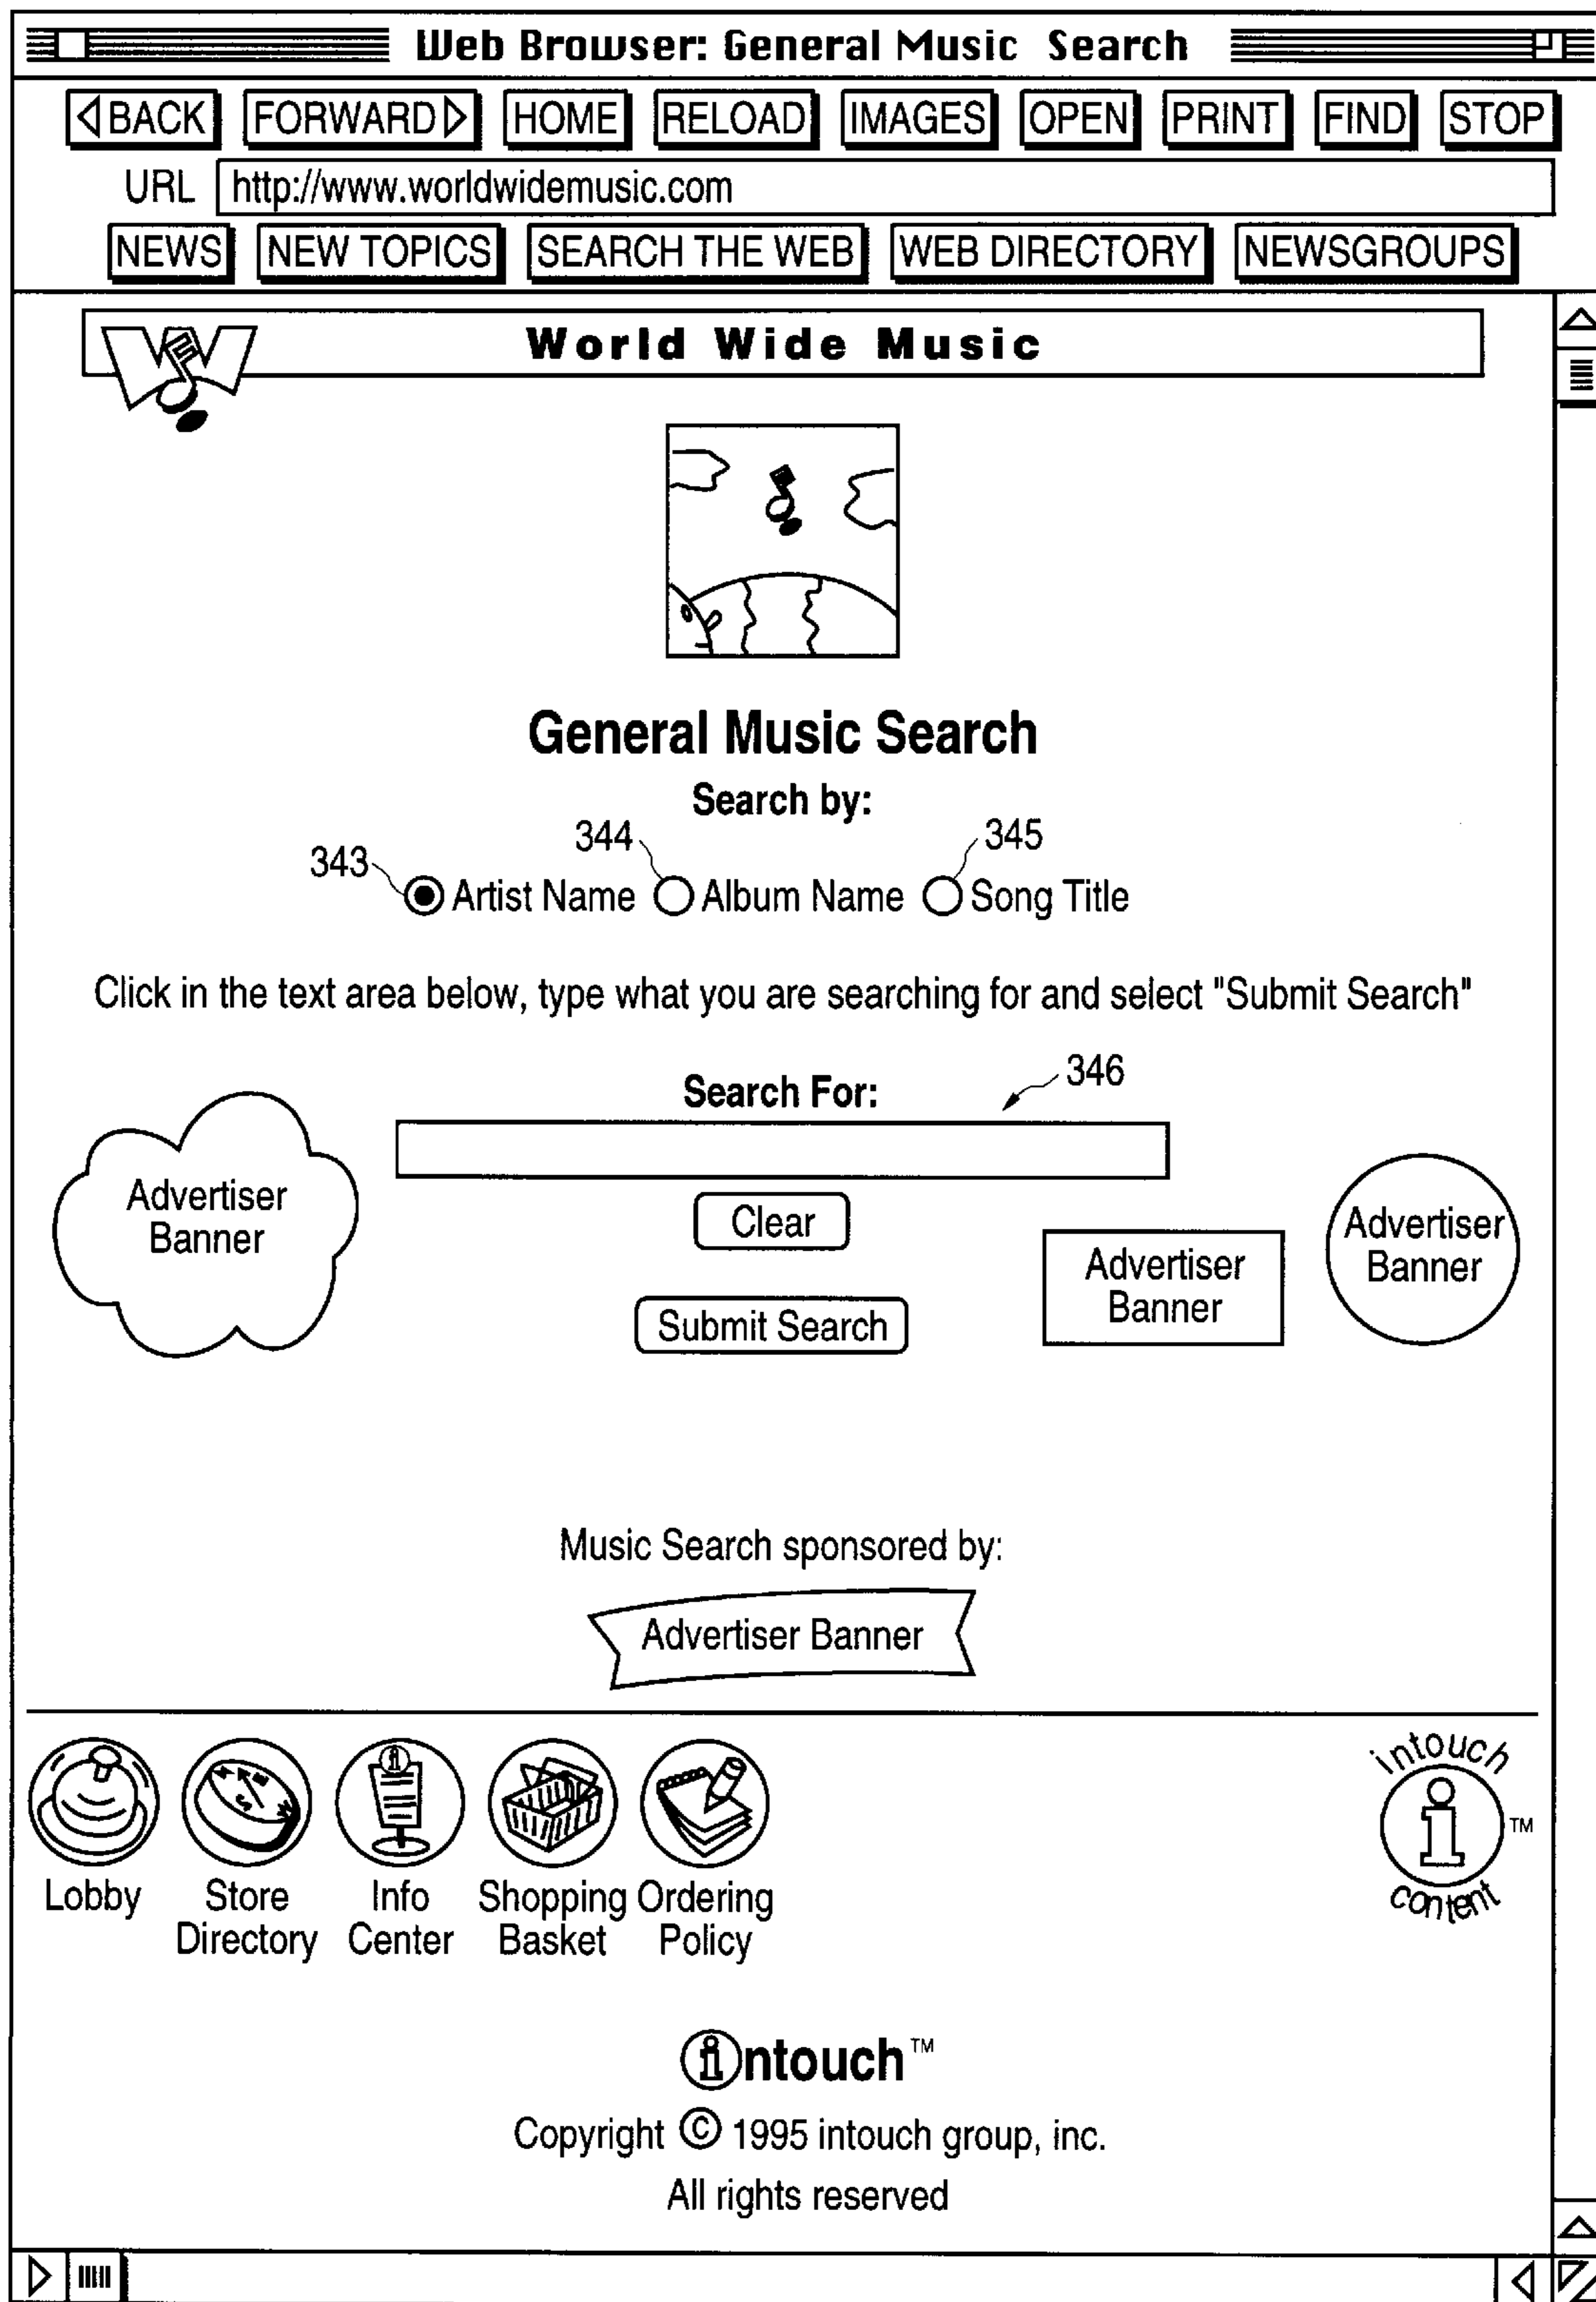 Web Browser: General Music Search
BACK FORWARD HOME RELOAD IMAGES OPEN PRINT FIND STOP
URL http://www.worldwidemusic.com
NEWS NEW TOPICS SEARCH THE WEB WEB DIRECTORY NEWSGROUPS
World Wide Music
General Music Search
Search by:
343 344 345
Artist Name Album Name Song Title
Click in the text area below, type what you are searching for and select "Submit Search"
Search For: 346
Advertiser
Banner
Clear
Submit Search
Advertiser
Banner
Advertiser
Banner
Music Search sponsored by:
Advertiser Banner
Lobby
Store
Directory
Info
Center
Shopping
Basket
Ordering
Policy
intouch
i TM
content
intouch TM
Copyright © 1995 intouch group, inc.
All rights reserved